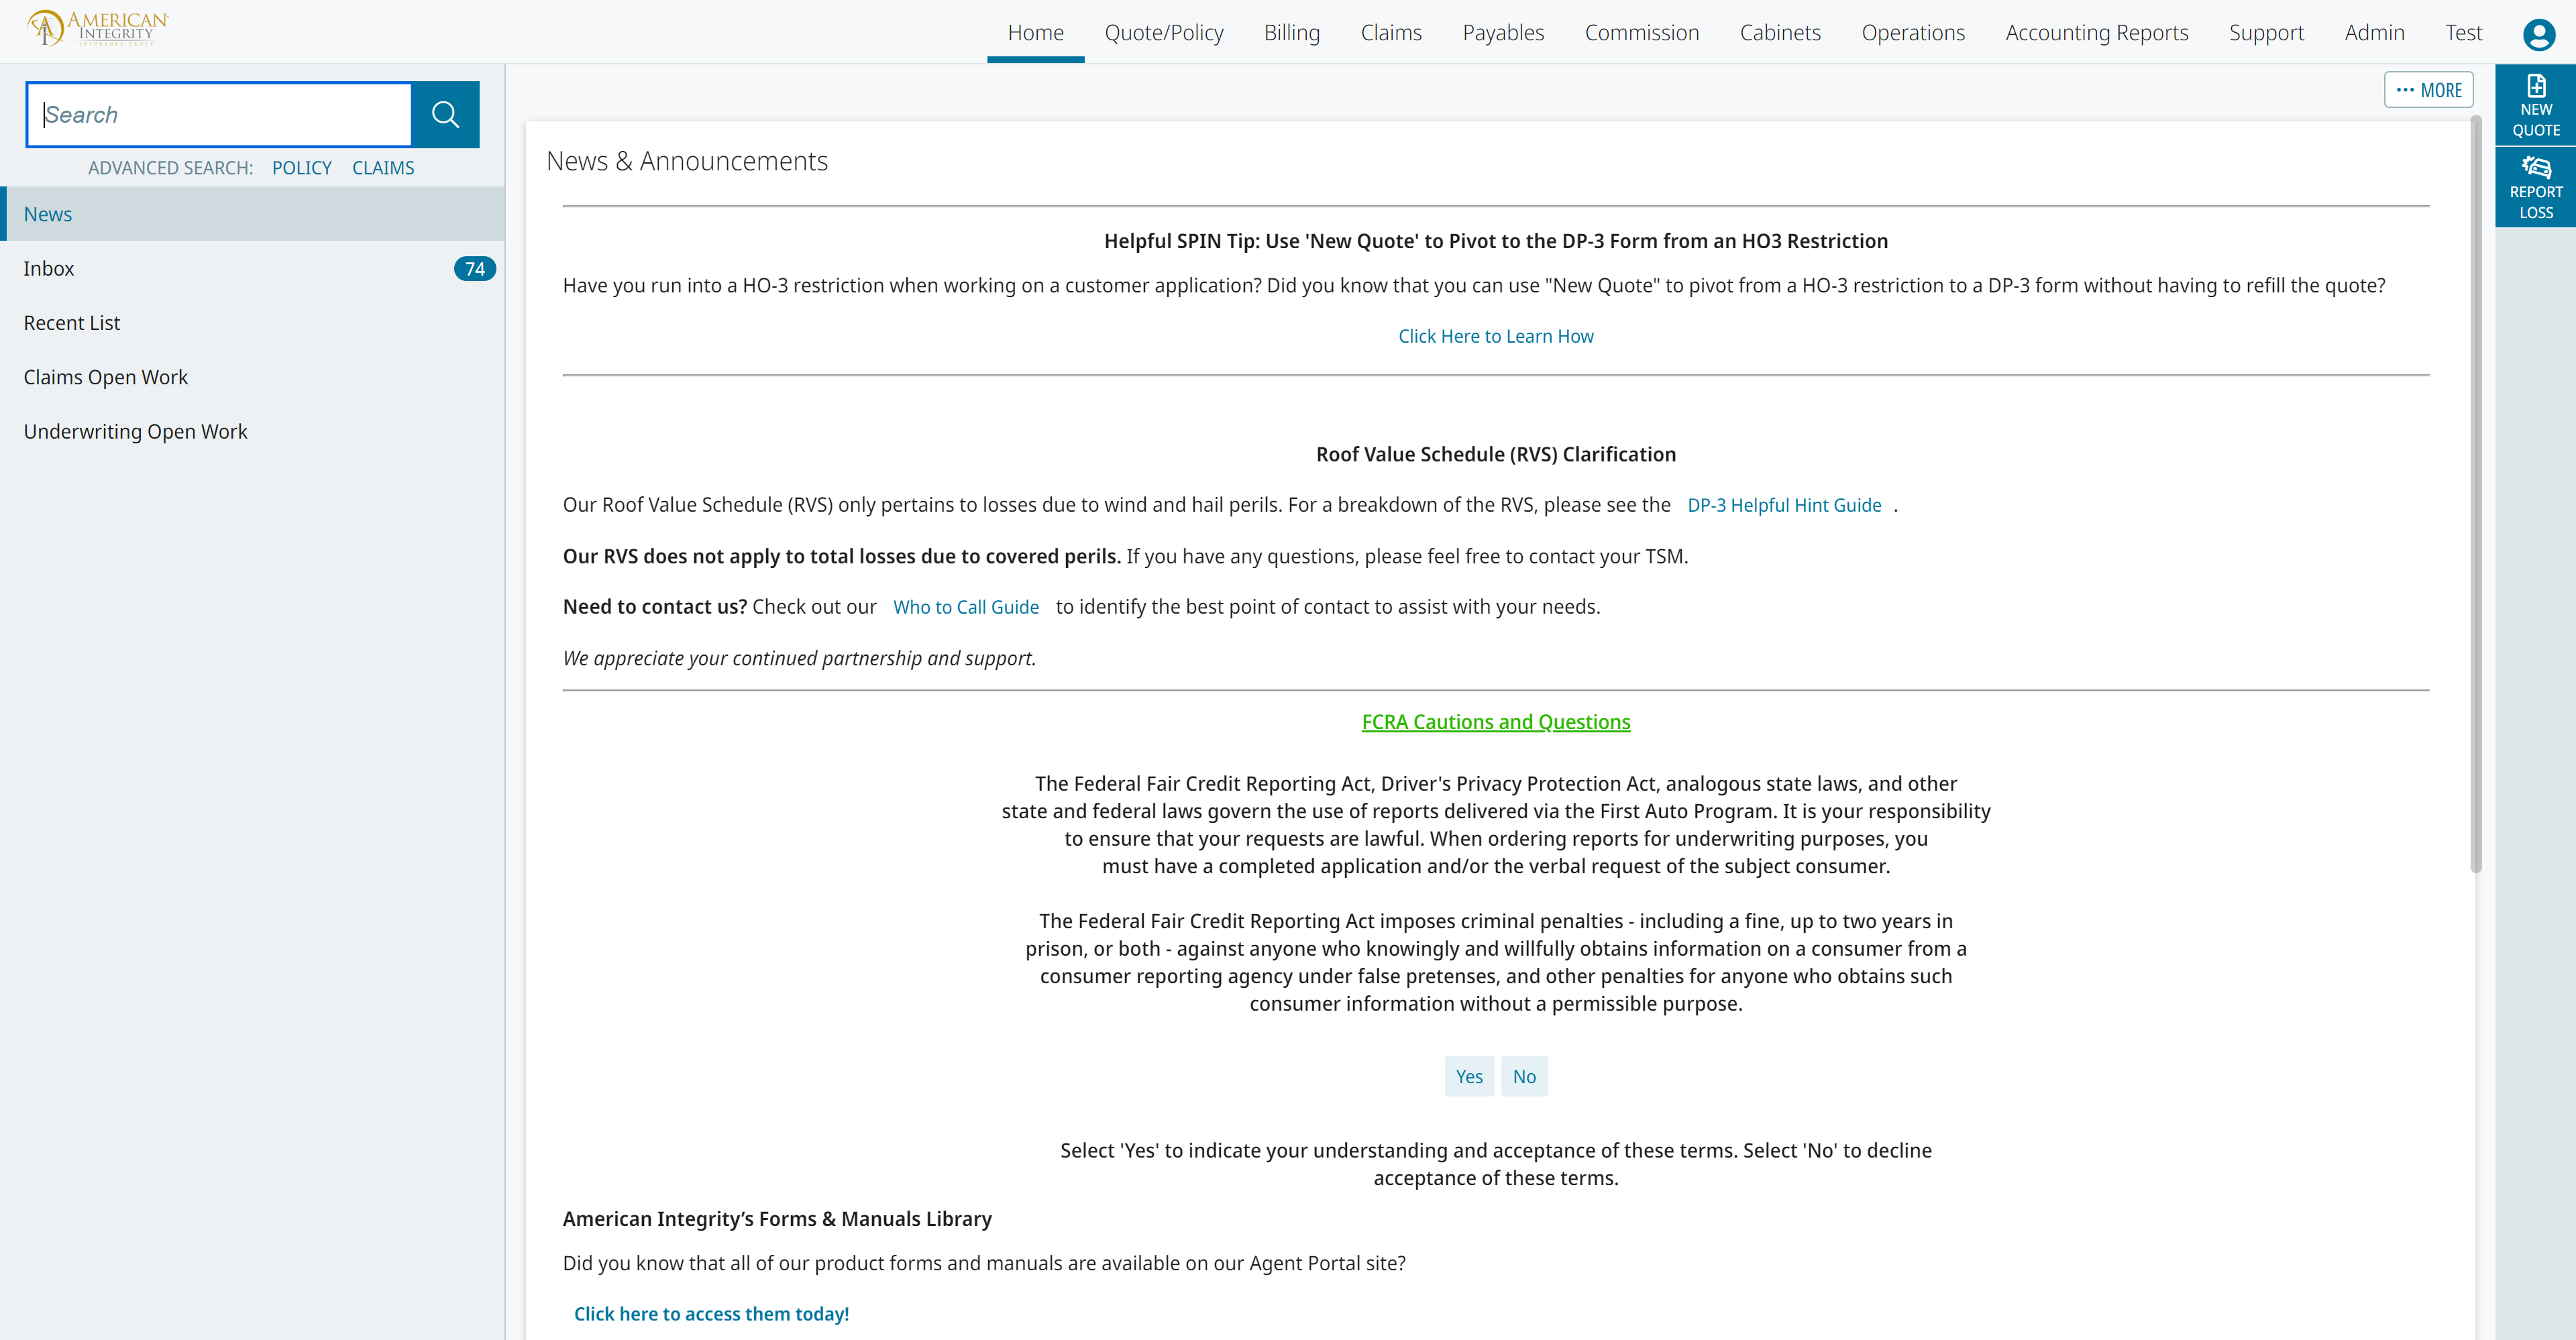 AMERICAN
INTEGRITY
INSURANCE GROUP
Home Quote/Policy Billing Claims Payables Commission Cabinets Operations Accounting Reports Support Admin Test
Search
ADVANCED SEARCH: POLICY CLAIMS
News
Inbox 74
Recent List
Claims Open Work
Underwriting Open Work
••• MORE
NEW
QUOTE
REPORT
LOSS
News & Announcements
Helpful SPIN Tip: Use 'New Quote' to Pivot to the DP-3 Form from an HO3 Restriction
Have you run into a HO-3 restriction when working on a customer application? Did you know that you can use "New Quote" to pivot from a HO-3 restriction to a DP-3 form without having to refill the quote?
Click Here to Learn How
Roof Value Schedule (RVS) Clarification
Our Roof Value Schedule (RVS) only pertains to losses due to wind and hail perils. For a breakdown of the RVS, please see the DP-3 Helpful Hint Guide .
Our RVS does not apply to total losses due to covered perils. If you have any questions, please feel free to contact your TSM.
Need to contact us? Check out our Who to Call Guide to identify the best point of contact to assist with your needs.
We appreciate your continued partnership and support.
FCRA Cautions and Questions
The Federal Fair Credit Reporting Act, Driver's Privacy Protection Act, analogous state laws, and other
state and federal laws govern the use of reports delivered via the First Auto Program. It is your responsibility
to ensure that your requests are lawful. When ordering reports for underwriting purposes, you
must have a completed application and/or the verbal request of the subject consumer.
The Federal Fair Credit Reporting Act imposes criminal penalties - including a fine, up to two years in
prison, or both - against anyone who knowingly and willfully obtains information on a consumer from a
consumer reporting agency under false pretenses, and other penalties for anyone who obtains such
consumer information without a permissible purpose.
Yes No
Select 'Yes' to indicate your understanding and acceptance of these terms. Select 'No' to decline
acceptance of these terms.
American Integrity’s Forms & Manuals Library
Did you know that all of our product forms and manuals are available on our Agent Portal site?
Click here to access them today!